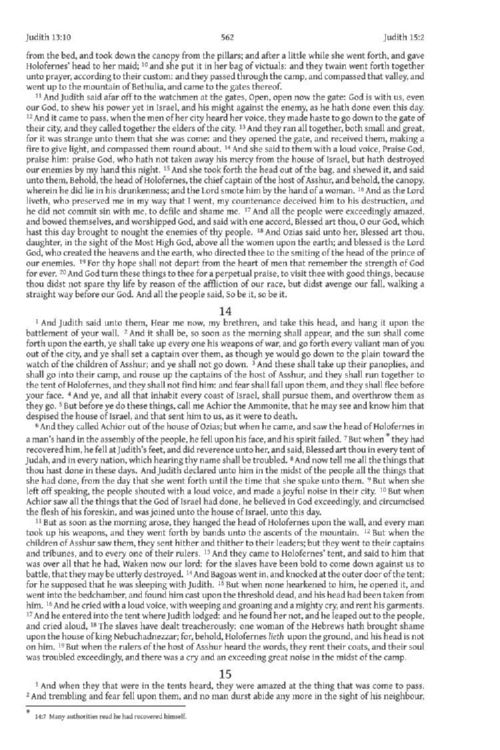 Judith 13:10 562 Judith 15:2
from the bed, and took down the canopy from the pillars; and after a little while she went forth, and gave
Holofernes' head to her maid; 10 and she put it in her bag of victuals: and they twain went forth together
unto prayer, according to their custom: and they passed through the camp, and compassed that valley, and
went up to the mountain of Bethulia, and came to the gates thereof.
11 And Judith said afar off to the watchmen at the gates, Open, open now the gate: God is with us, even
our God, to shew his power yet in Israel, and his might against the enemy, as he hath done even this day.
12 And it came to pass, when the men of her city heard her voice, they made haste to go down to the gate of
their city, and they called together the elders of the city. 13 And they ran all together, both small and great,
for it was strange unto them that she was come: and they opened the gate, and received them, making a
fire to give light, and compassed them round about. 14 And she said to them with a loud voice, Praise God,
praise him: praise God, who hath not taken away his mercy from the house of Israel, but hath destroyed
our enemies by my hand this night. 15 And she took forth the head out of the bag, and shewed it, and said
unto them, Behold, the head of Holofernes, the chief captain of the host of Asshur, and behold, the canopy,
wherein he did lie in his drunkenness; and the Lord smote him by the hand of a woman. 16 And as the Lord
liveth, who preserved me in my way that I went, my countenance deceived him to his destruction, and
he did not commit sin with me, to defile and shame me. 17 And all the people were exceedingly amazed,
and bowed themselves, and worshipped God, and said with one accord, Blessed art thou, O our God, which
hast this day brought to nought the enemies of thy people. 18 And Ozias said unto her, Blessed art thou,
daughter, in the sight of the Most High God, above all the women upon the earth; and blessed is the Lord
God, who created the heavens and the earth, who directed thee to the smiting of the head of the prince of
our enemies. 19 For thy hope shall not depart from the heart of men that remember the strength of God
for ever. 20 And God turn these things to thee for a perpetual praise, to visit thee with good things, because
thou didst not spare thy life by reason of the affliction of our race, but didst avenge our fall, walking a
straight way before our God. And all the people said, So be it, so be it.
14
1 And Judith said unto them, Hear me now, my brethren, and take this head, and hang it upon the
battlement of your wall. 2 And it shall be, so soon as the morning shall appear, and the sun shall come
forth upon the earth, ye shall take up every one his weapons of war, and go forth every valiant man of you
out of the city, and ye shall set a captain over them, as though ye would go down to the plain toward the
watch of the children of Asshur; and ye shall not go down. 3 And these shall take up their panoplies, and
shall go into their camp, and rouse up the captains of the host of Asshur, and they shall run together to
the tent of Holofernes, and they shall not find him: and fear shall fall upon them, and they shall flee before
your face. 4 And ye, and all that inhabit every coast of Israel, shall pursue them, and overthrow them as
they go. 5 But before ye do these things, call me Achior the Ammonite, that he may see and know him that
despised the house of Israel, and that sent him to us, as it were to death.
6 And they called Achior out of the house of Ozias; but when he came, and saw the head of Holofernes in
a man's hand in the assembly of the people, he fell upon his face, and his spirit failed. 7 But when * they had
recovered him, he fell at Judith's feet, and did reverence unto her, and said, Blessed art thou in every tent of
Judah, and in every nation, which hearing thy name shall be troubled. 8 And now tell me all the things that
thou hast done in these days. And Judith declared unto him in the midst of the people all the things that
she had done, from the day that she went forth until the time that she spake unto them. 9 But when she
left off speaking, the people shouted with a loud voice, and made a joyful noise in their city. 10 But when
Achior saw all the things that the God of Israel had done, he believed in God exceedingly, and circumcised
the flesh of his foreskin, and was joined unto the house of Israel, unto this day.
11 But as soon as the morning arose, they hanged the head of Holofernes upon the wall, and every man
took up his weapons, and they went forth by bands unto the ascents of the mountain. 12 But when the
children of Asshur saw them, they sent hither and thither to their leaders; but they went to their captains
and tribunes, and to every one of their rulers. 13 And they came to Holofernes' tent, and said to him that
was over all that he had, Waken now our lord: for the slaves have been bold to come down against us to
battle, that they may be utterly destroyed. 14 And Bagoas went in, and knocked at the outer door of the tent;
for he supposed that he was sleeping with Judith. 15 But when none hearkened to him, he opened it, and
went into the bedchamber, and found him cast upon the threshold dead, and his head had been taken from
him. 16 And he cried with a loud voice, with weeping and groaning and a mighty cry, and rent his garments.
17 And he entered into the tent where Judith lodged: and he found her not, and he leaped out to the people,
and cried aloud, 18 The slaves have dealt treacherously: one woman of the Hebrews hath brought shame
upon the house of king Nebuchadnezzar; for, behold, Holofernes lieth upon the ground, and his head is not
on him. 19 But when the rulers of the host of Asshur heard the words, they rent their coats, and their soul
was troubled exceedingly, and there was a cry and an exceeding great noise in the midst of the camp.
15
1 And when they that were in the tents heard, they were amazed at the thing that was come to pass.
2 And trembling and fear fell upon them, and no man durst abide any more in the sight of his neighbour,
* 14:7 Many authorities read he had recovered himself.